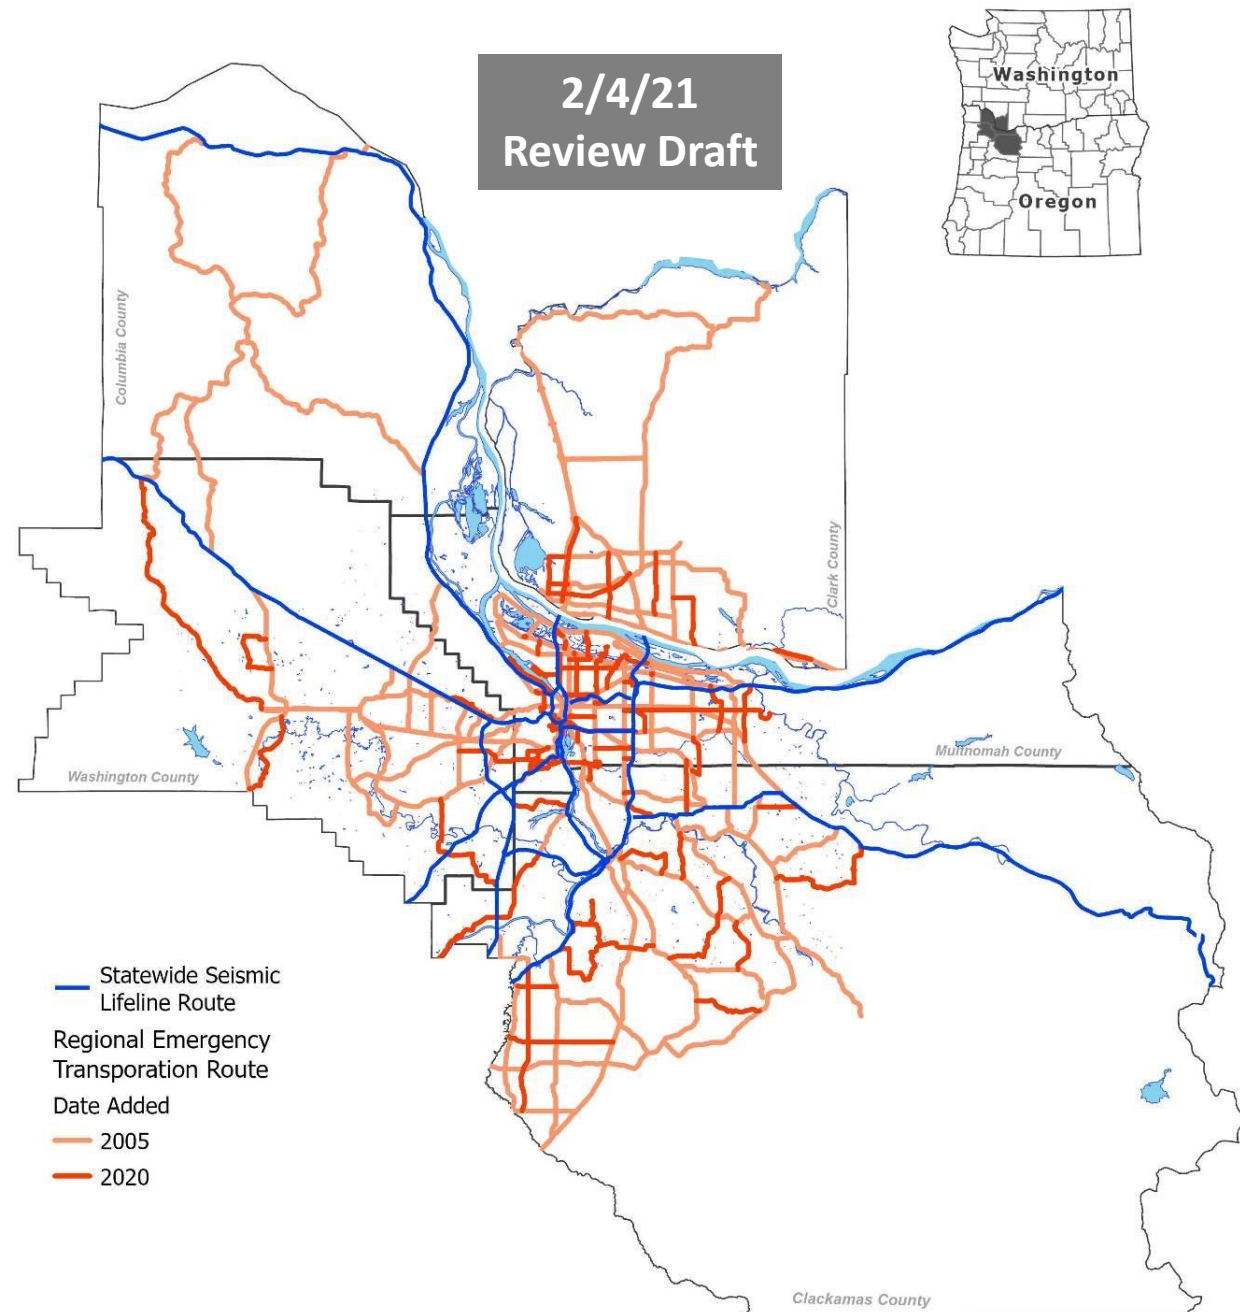 2/4/21
Review Draft
Washington
Oregon
Columbia County
Clark County
Multnomah County
Washington County
Statewide Seismic
Lifeline Route
Regional Emergency
Transporation Route
Date Added
2005
2020
Clackamas County